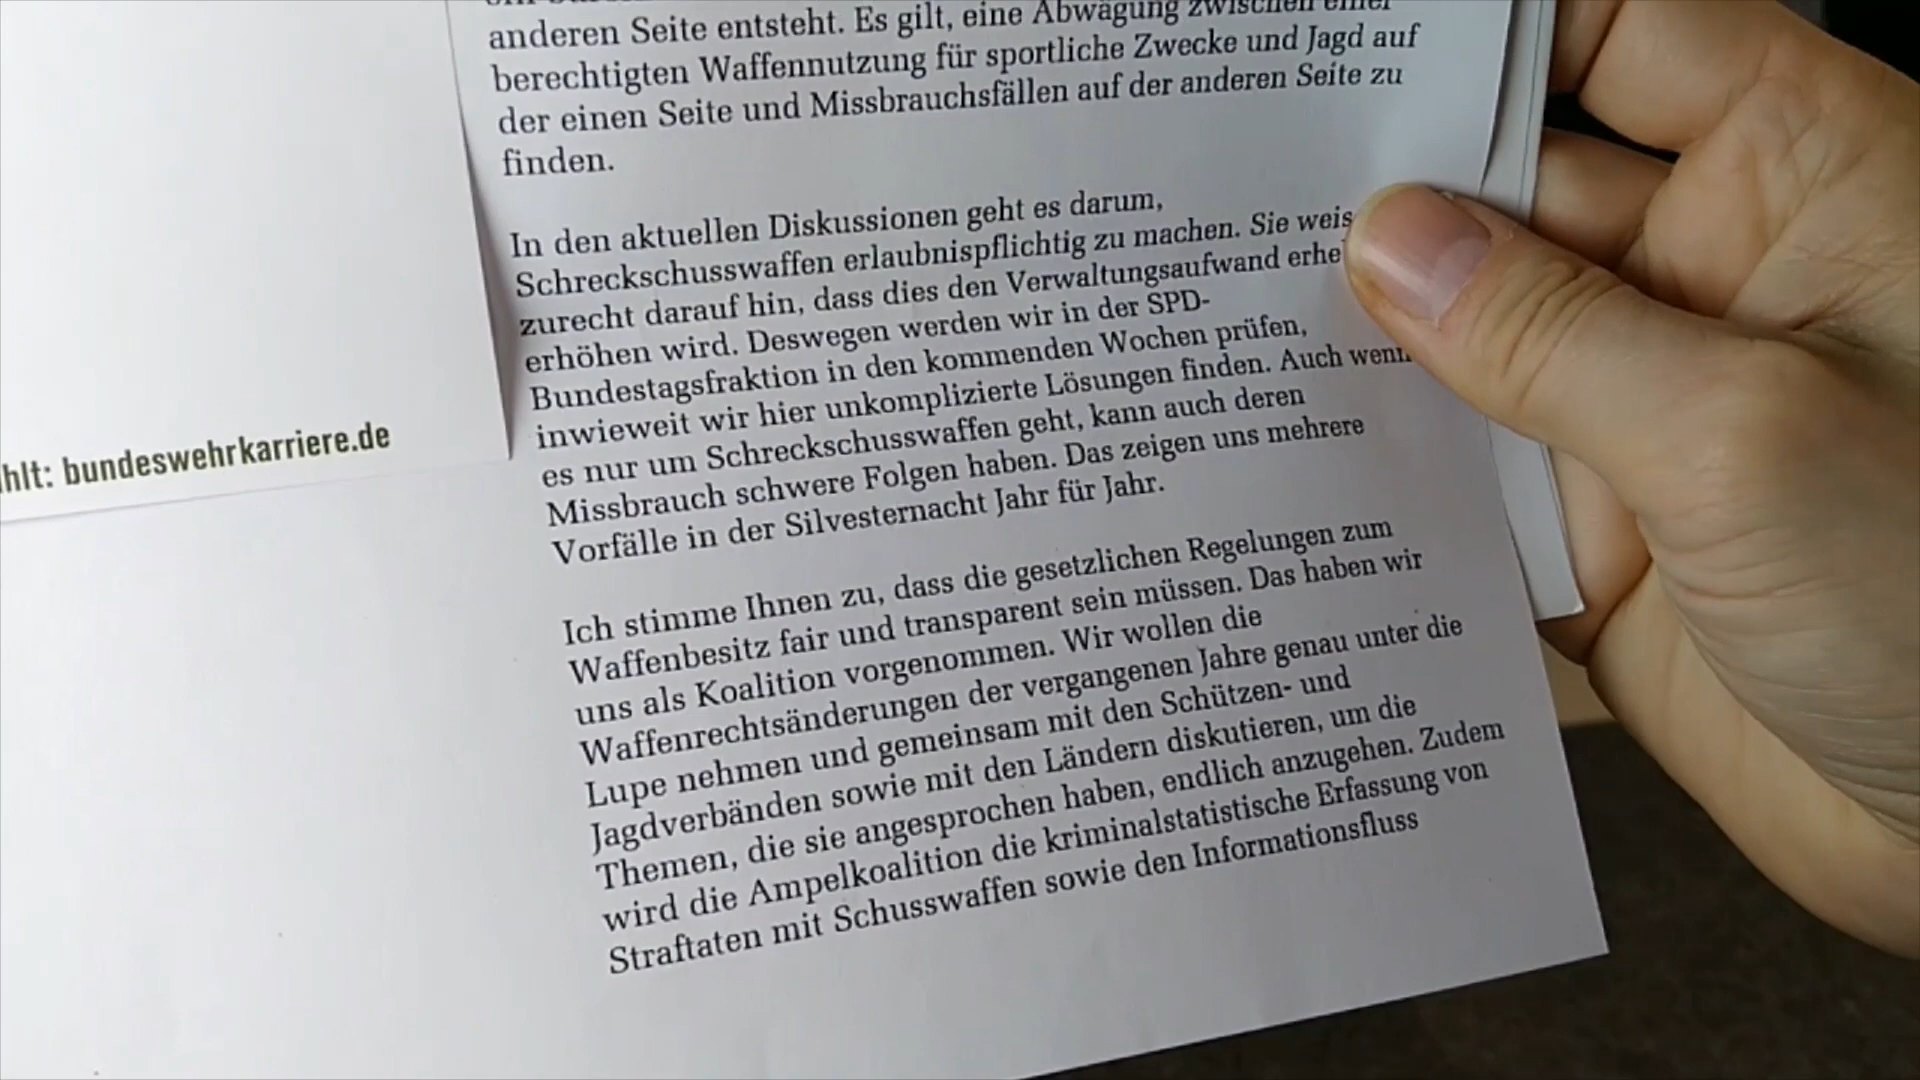 anderen Seite entsteht. Es gilt, eine Abwägung zwischen einer
berechtigten Waffennutzung für sportliche Zwecke und Jagd auf
der einen Seite und Missbrauchsfällen auf der anderen Seite zu
finden.
In den aktuellen Diskussionen geht es darum,
Schreckschusswaffen erlaubnispflichtig zu machen. Sie weis
zurecht darauf hin, dass dies den Verwaltungsaufwand erhe
erhöhen wird. Deswegen werden wir in der SPD-
Bundestagsfraktion in den kommenden Wochen prüfen,
inwieweit wir hier unkomplizierte Lösungen finden. Auch wenn
es nur um Schreckschusswaffen geht, kann auch deren
Missbrauch schwere Folgen haben. Das zeigen uns mehrere
Vorfälle in der Silvesternacht Jahr für Jahr.
Ich stimme Ihnen zu, dass die gesetzlichen Regelungen zum
Waffenbesitz fair und transparent sein müssen. Das haben wir
uns als Koalition vorgenommen. Wir wollen die
Waffenrechtsänderungen der vergangenen Jahre genau unter die
Lupe nehmen und gemeinsam mit den Schützen- und
Jagdverbänden sowie mit den Ländern diskutieren, um die
Themen, die sie angesprochen haben, endlich anzugehen. Zudem
wird die Ampelkoalition die kriminalstatistische Erfassung von
Straftaten mit Schusswaffen sowie den Informationsfluss
hlt: bundeswehrkarriere.de